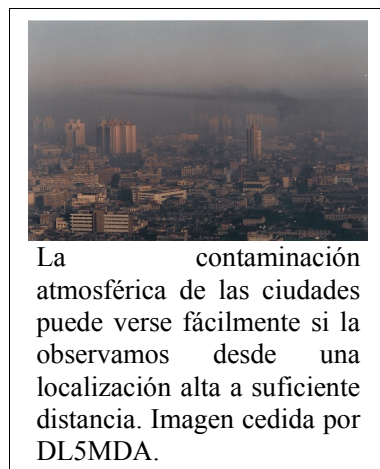 La contaminación
atmosférica de las ciudades
puede verse fácilmente si la
observamos desde una
localización alta a suficiente
distancia. Imagen cedida por
DL5MDA.